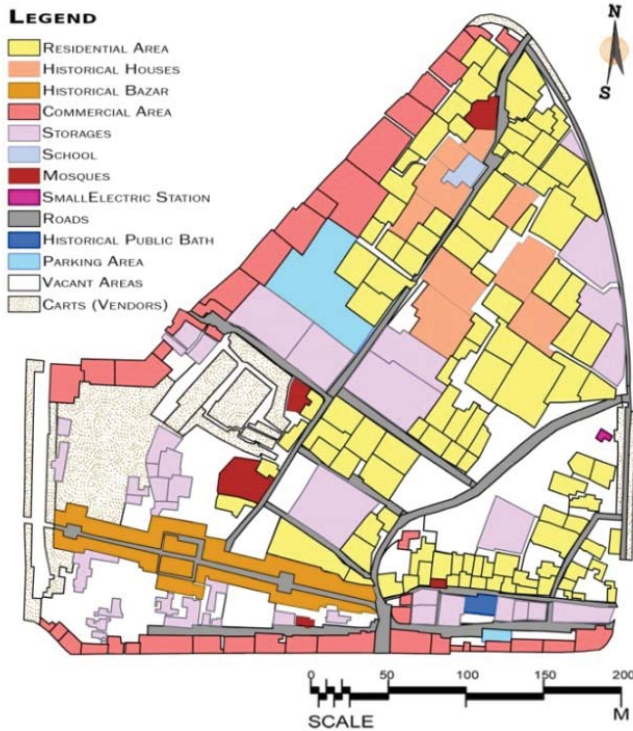 LEGEND
RESIDENTIAL AREA
HISTORICAL HOUSES
HISTORICAL BAZAR
COMMERCIAL AREA
STORAGES
SCHOOL
MOSQUES
SMALLELECTRIC STATION
ROADS
HISTORICAL PUBLIC BATH
PARKING AREA
VACANT AREAS
CARTS (VENDORS)
N
S
0 50 100 150 200
SCALE M